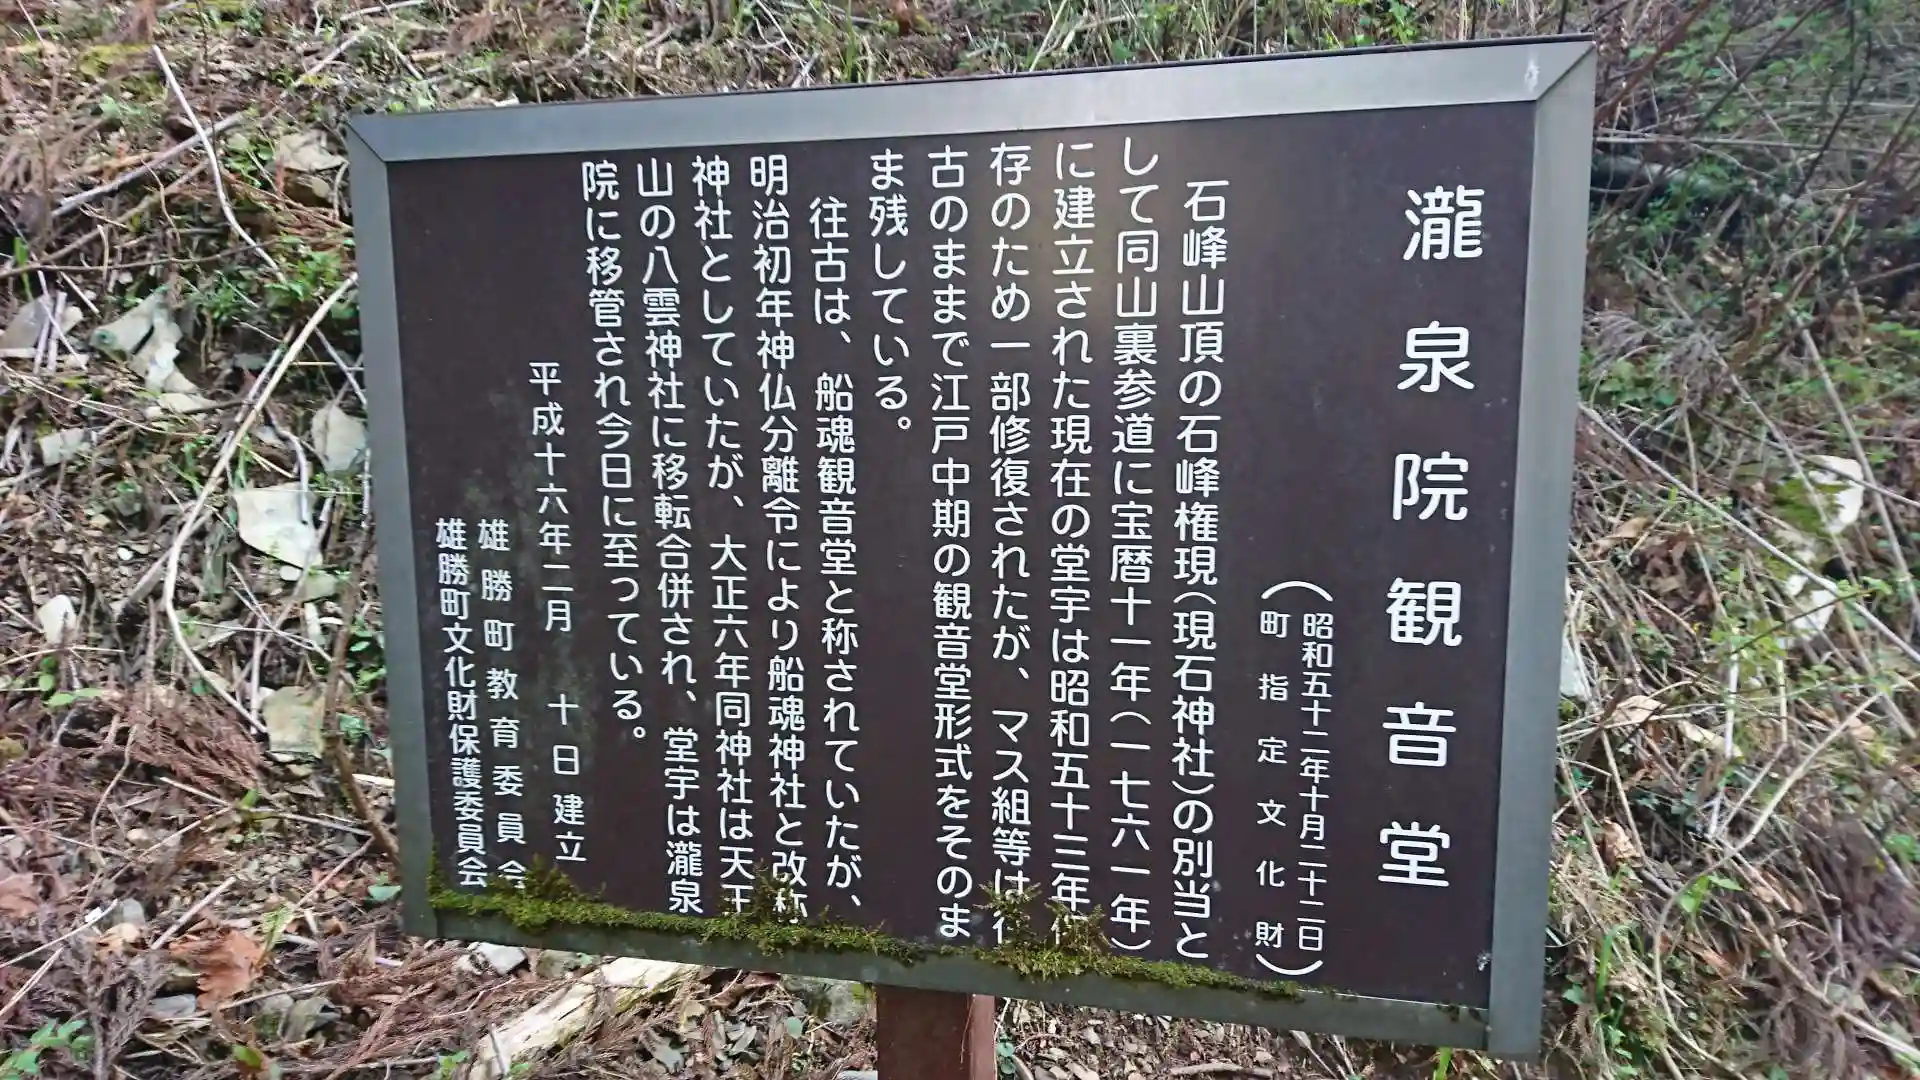 瀧泉院観音堂
(昭和五十二年十月二十二日
町指定文化財)
石峰山頂の石峰権現(現石神社)の別当と
して同山裏参道に宝暦十一年(一七六一年)
に建立された現在の堂宇は昭和五十三年保
存のため一部修復されたが、マス組等は往
古のままで江戸中期の観音堂形式をそのま
ま残している。
往古は、船魂観音堂と称されていたが、
明治初年神仏分離令により船魂神社と改称
神社としていたが、大正六年同神社は天王
山の八雲神社に移転合併され、堂宇は瀧泉
院に移管され今日に至っている。
平成十六年二月 十日建立
雄勝町教育委員会
雄勝町文化財保護委員会